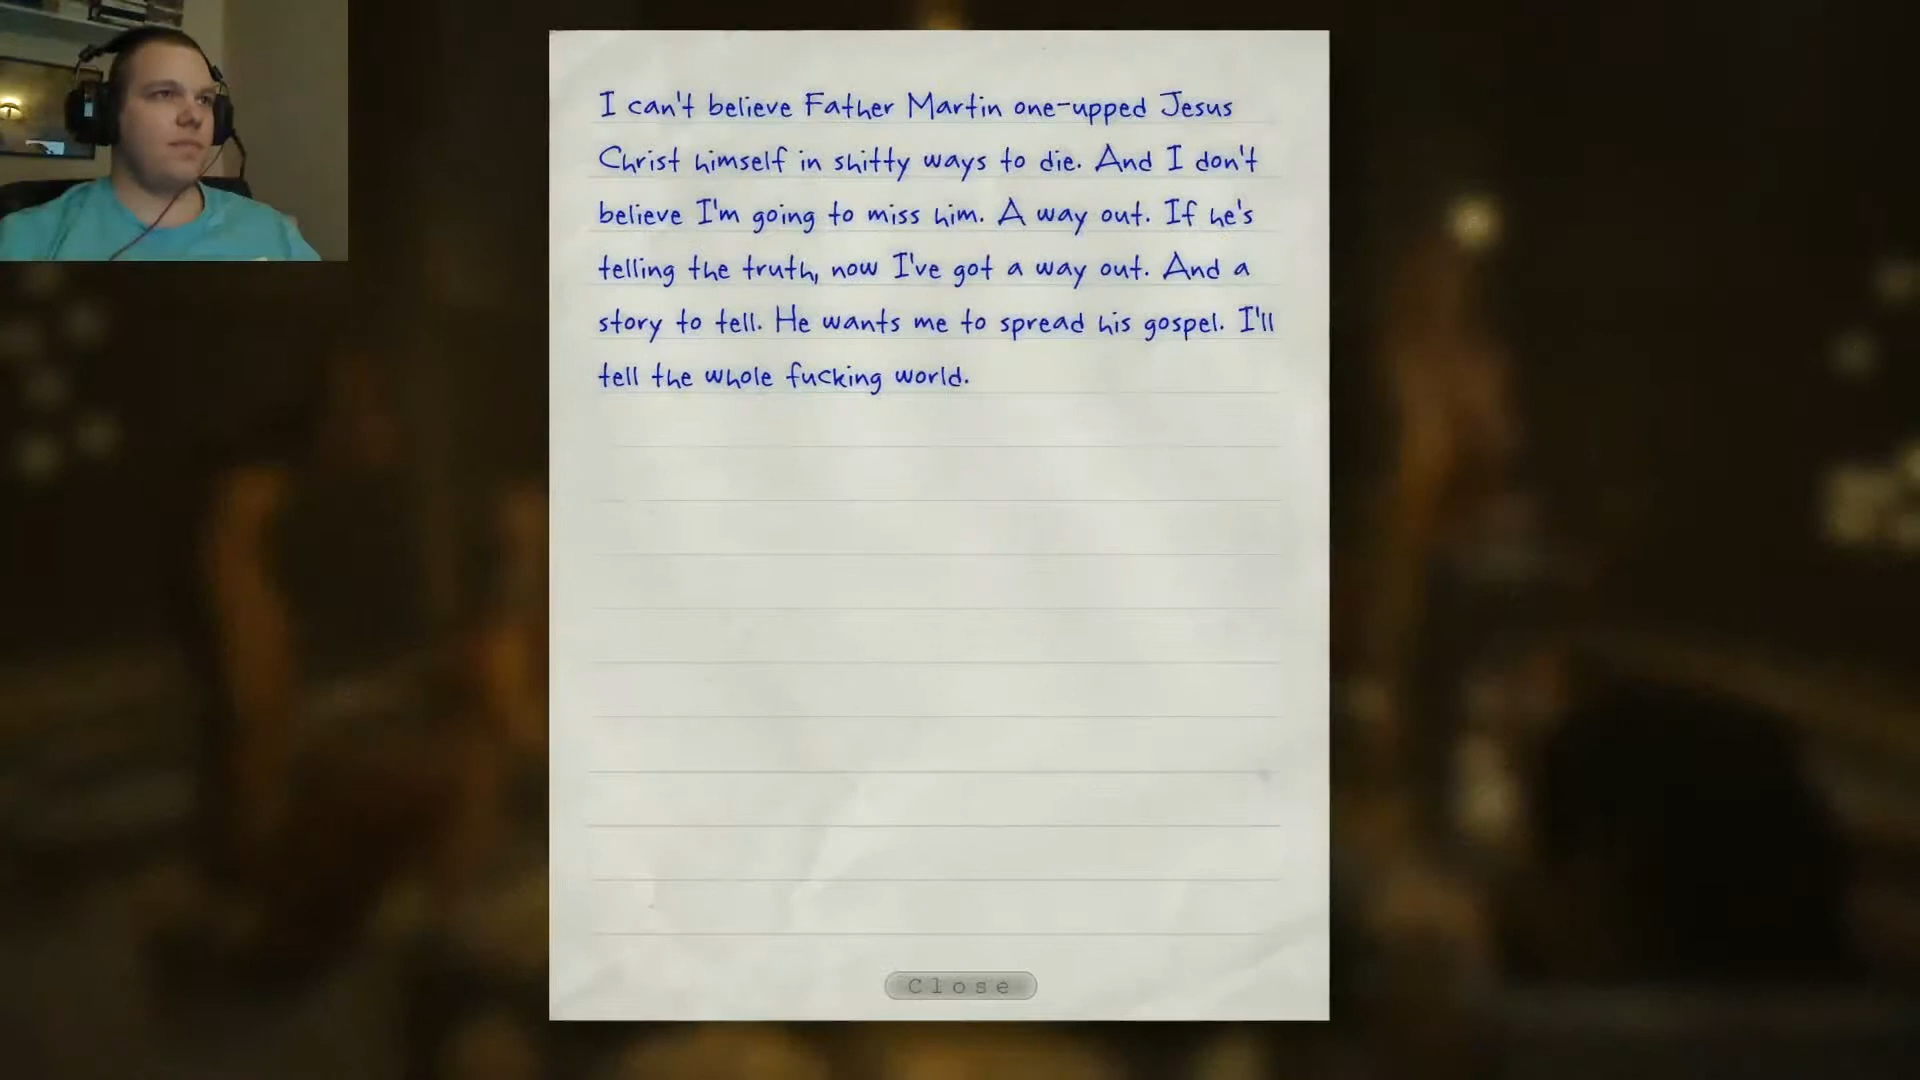 I can't believe Father Martin one-upped Jesus
Christ himself in shitty ways to die. And I don't
believe I'm going to miss him. A way out. If he's
telling the truth, now I've got a way out. And a
story to tell. He wants me to spread his gospel. I'll
tell the whole fucking world.
Close